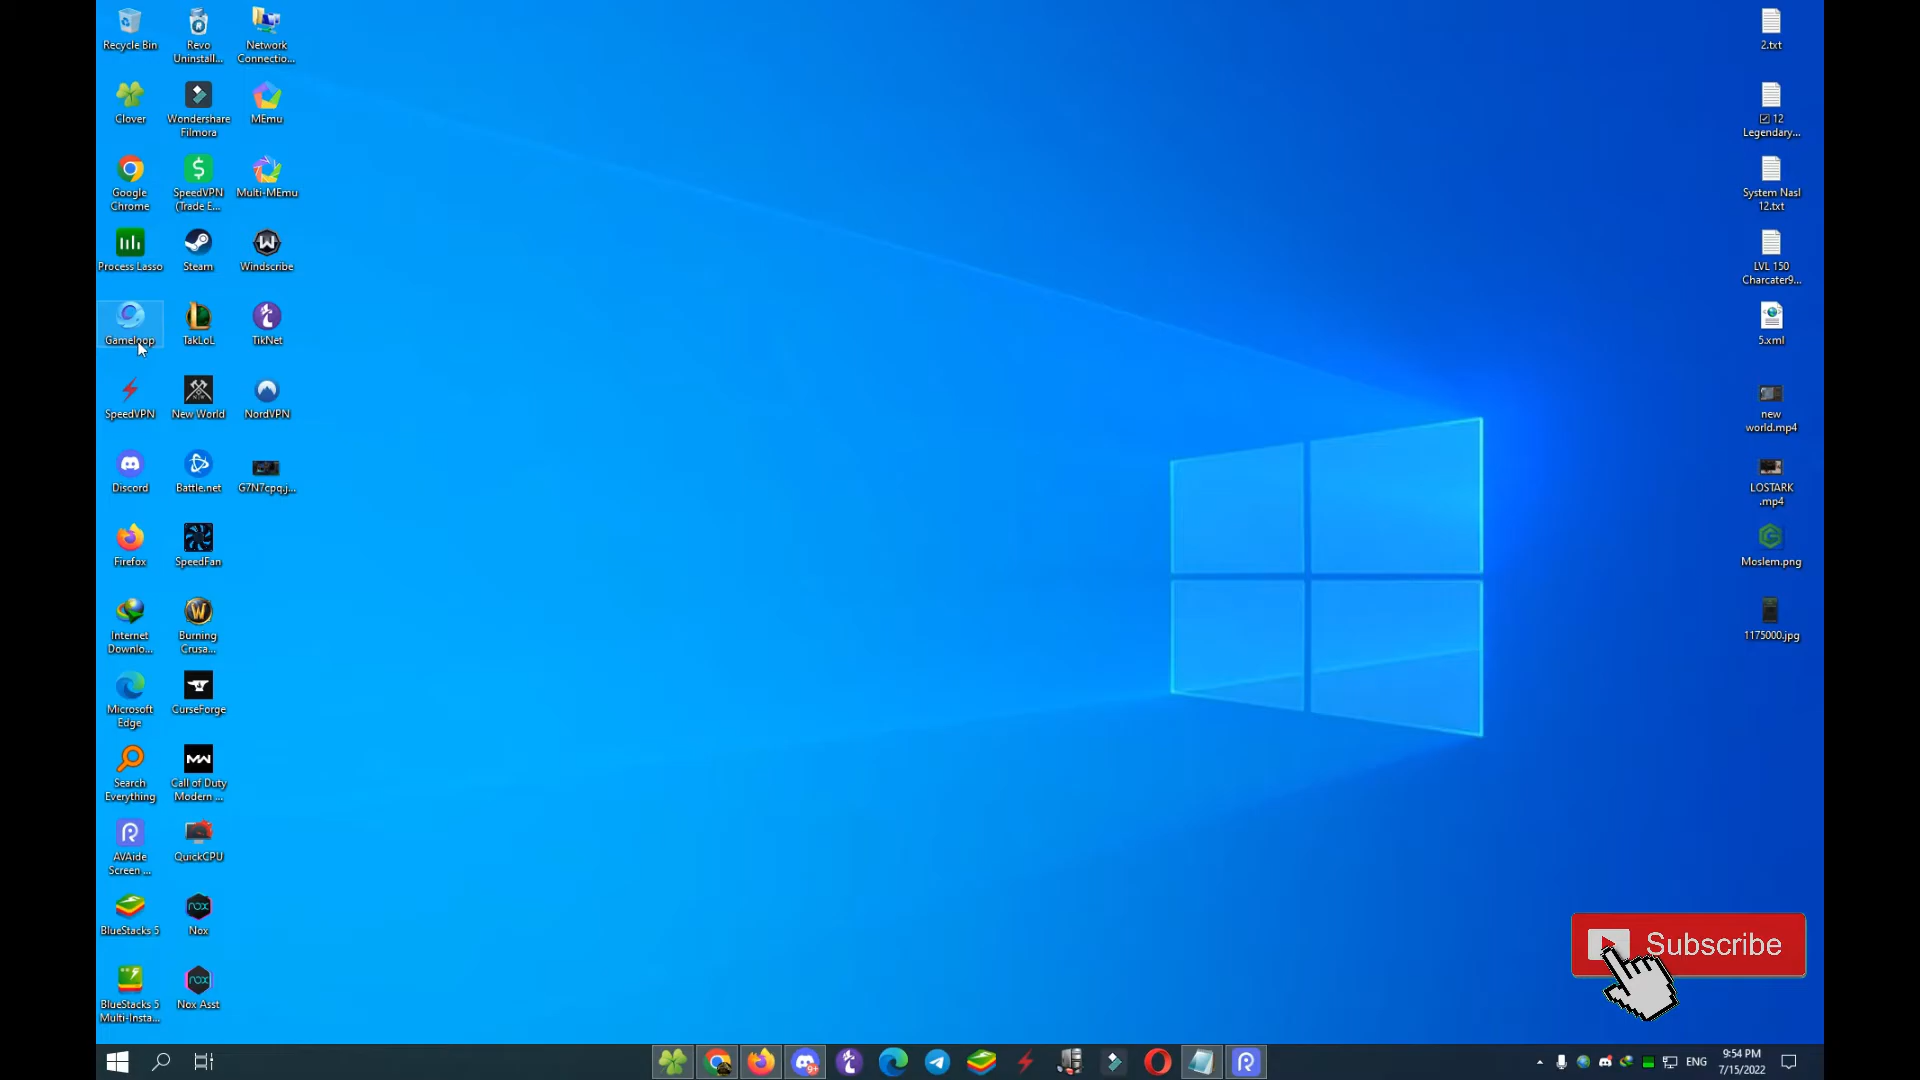 Recycle Bin
Revo
Uninstall...
Network
Connectio...
Clover
Wondershare
Filmora
MEmu
Google
Chrome
SpeedVPN
(Trade E...
Multi-MEmu
Process Lasso
Steam
Windscribe
Gameloop
TakLoL
TikNet
SpeedVPN
New World
NordVPN
Discord
Battle.net
G7N7cpq.j...
Firefox
SpeedFan
Internet
Downlo...
Burning
Crusa...
Microsoft
Edge
CurseForge
Search
Everything
Call of Duty
Modern ...
AVAide
Screen ...
QuickCPU
BlueStacks 5
Nox
BlueStacks 5
Multi-Insta...
Nox Asst
2.txt
12
Legendary...
System Nasl
12.txt
LVL 150
Charcater9...
5.xml
new
world.mp4
LOSTARK
.mp4
Moslem.png
1175000.jpg
Subscribe
ENG
9:54 PM
7/15/2022